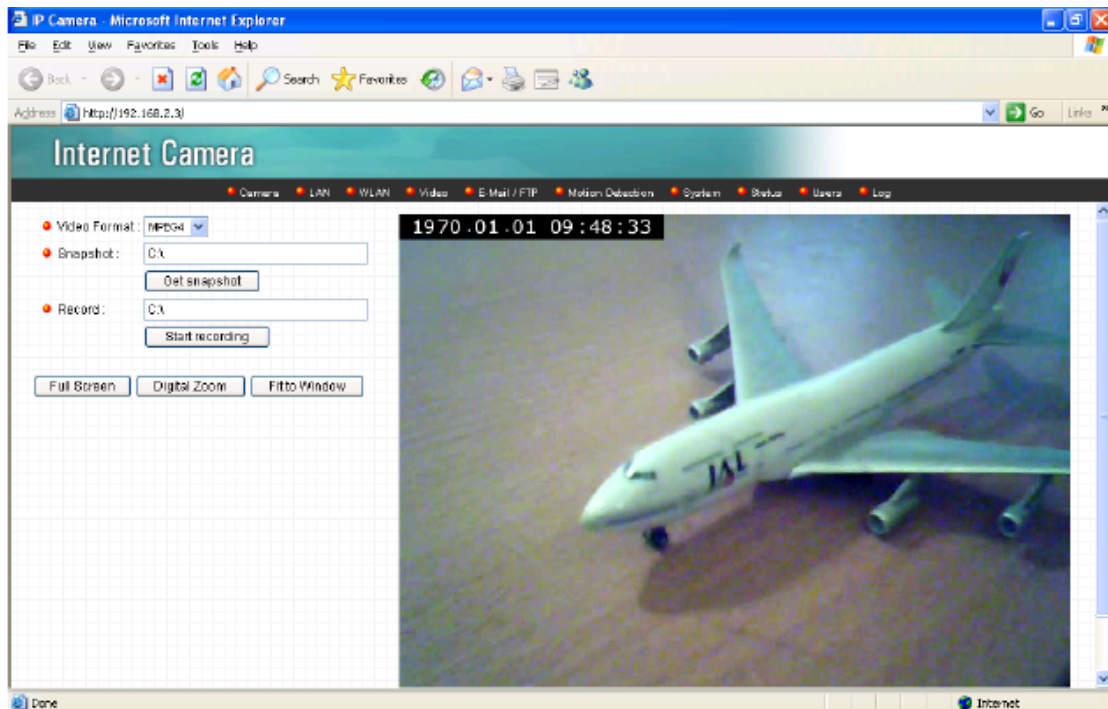 IP Camera - Microsoft Internet Explorer
File Edit View Favorites Tools Help
Back Search Favorites
Address http://192.168.2.3/ Go Links »
Internet Camera
Camera LAN WLAN Video E-Mail / FTP Motion Detection System Status Users Log
Video Format: MPEG4
1970.01.01 09:48:33
Snapshot: C:\
Get snapshot
Record: C:\
Start recording
Full Screen Digital Zoom Fit to Window
JAL
Done Internet